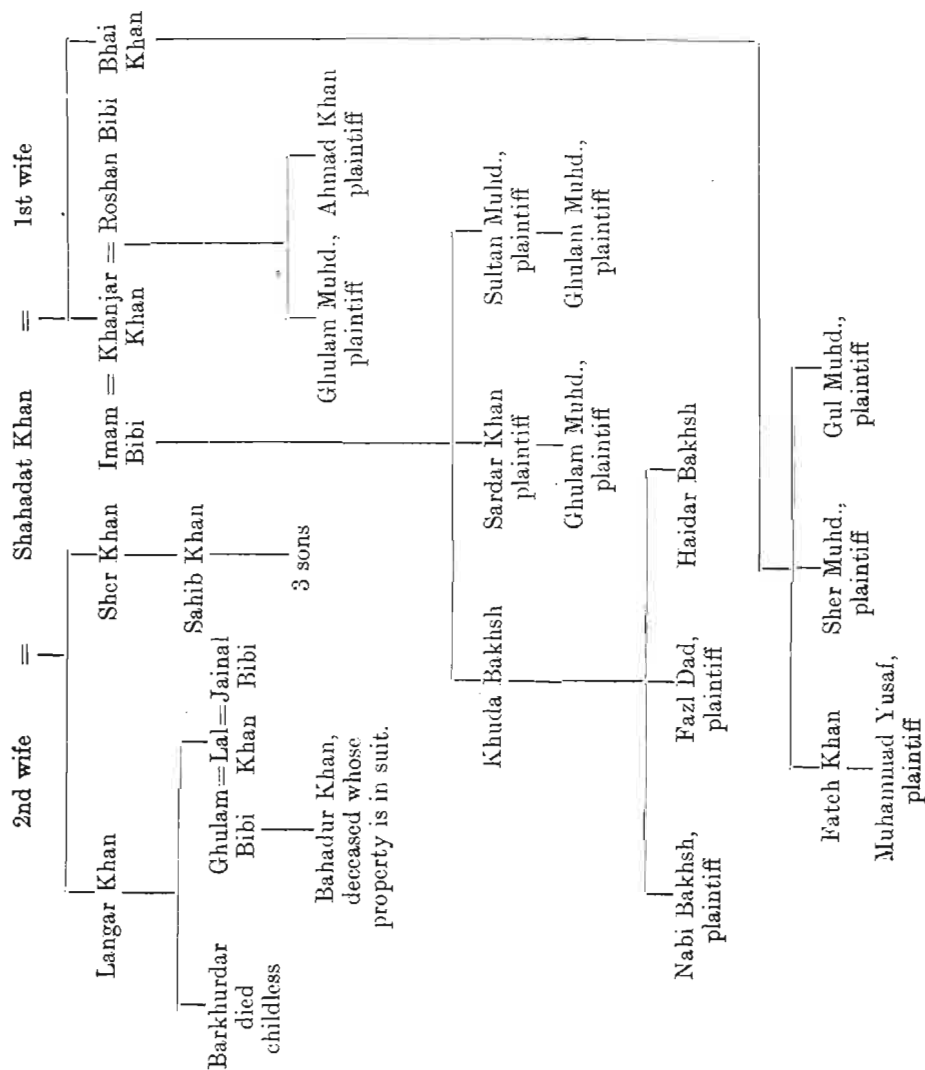 2nd wife = Shahadat Khan = 1st wife
Langar Khan
Sher Khan
Imam = Khanjar = Roshan Bibi
Bibi Khan
Bhai
Khan
Sahib Khan
3 sons
Barkhurdar
died
childless
Ghulam=Lal=Jainal
Bibi Khan Bibi
Bahadur Khan,
deceased whose
property is in suit.
Ghulam Muhd.,
plaintiff
Ahmad Khan
plaintiff
Khuda Bakhsh
Sardar Khan
plaintiff
Sultan Muhd.,
plaintiff
Ghulam Muhd.,
plaintiff
Ghulam Muhd.,
plaintiff
Nabi Bakhsh,
plaintiff
Fazl Dad,
plaintiff
Haidar Bakhsh
Fateh Khan
Sher Muhd.,
plaintiff
Gul Muhd.,
plaintiff
Muhammad Yusaf,
plaintiff